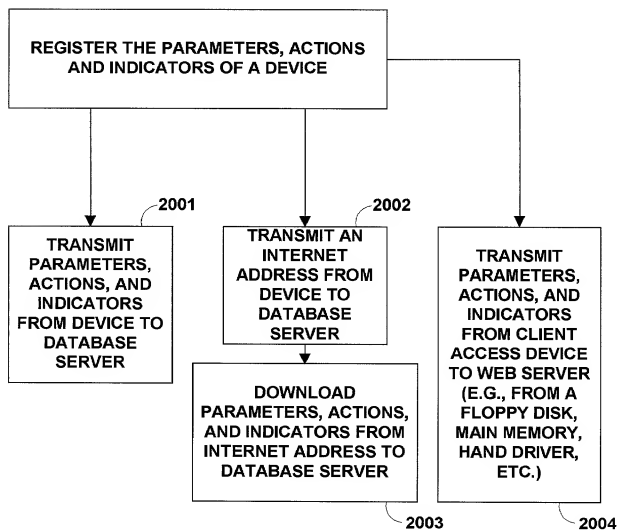 REGISTER THE PARAMETERS, ACTIONS
AND INDICATORS OF A DEVICE
2001
TRANSMIT
PARAMETERS,
ACTIONS, AND
INDICATORS
FROM DEVICE TO
DATABASE
SERVER
2002
TRANSMIT AN
INTERNET
ADDRESS FROM
DEVICE TO
DATABASE
SERVER
DOWNLOAD
PARAMETERS, ACTIONS,
AND INDICATORS FROM
INTERNET ADDRESS TO
DATABASE SERVER
2003
TRANSMIT
PARAMETERS,
ACTIONS, AND
INDICATORS
FROM CLIENT
ACCESS DEVICE
TO WEB SERVER
(E.G., FROM A
FLOPPY DISK,
MAIN MEMORY,
HAND DRIVER,
ETC.)
2004